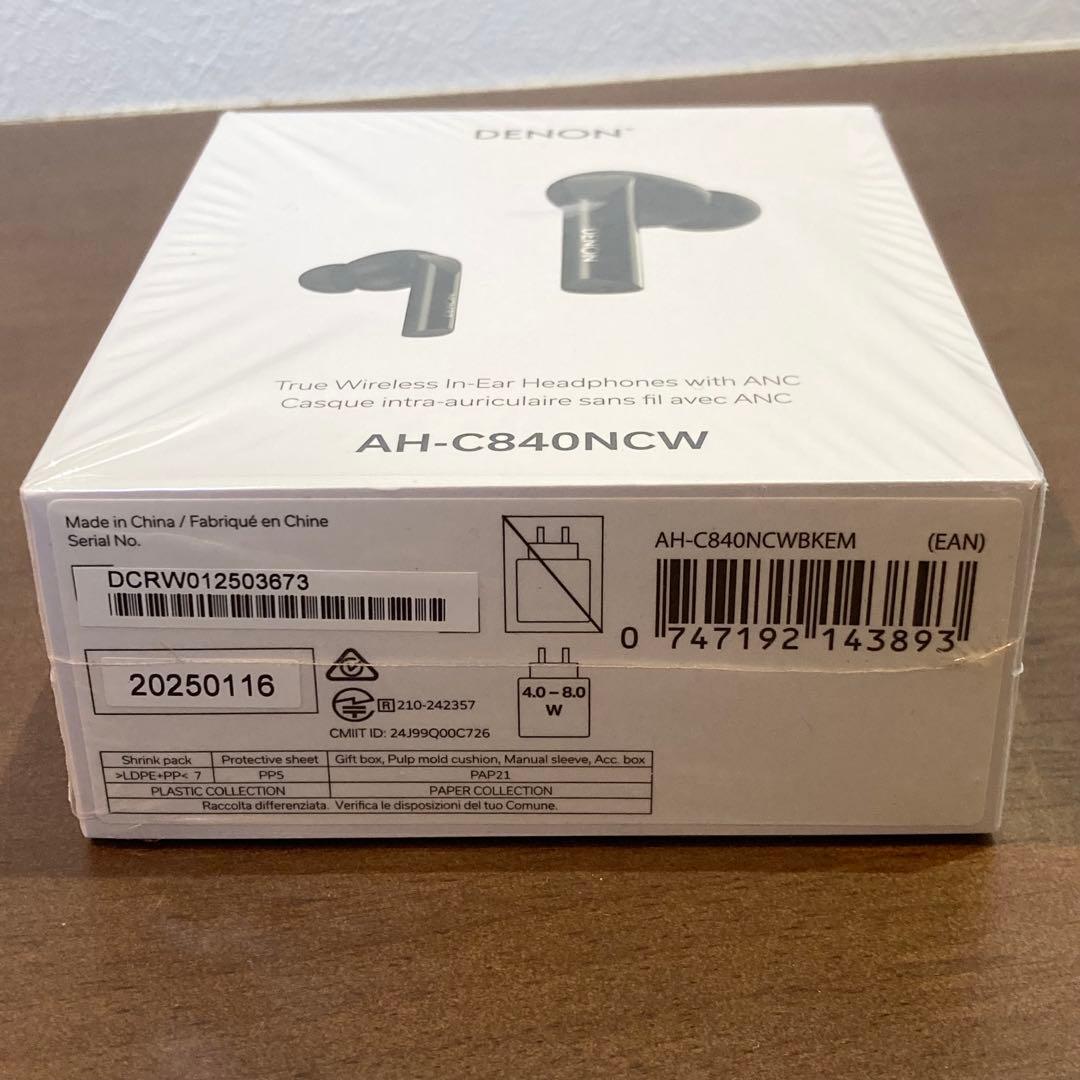 DENON
DENON
True Wireless In-Ear Headphones with ANC
Casque intra-auriculaire sans fil avec ANC
AH-C840NCW
Made in China / Fabriqué en Chine
Serial No.
DCRW012503673
20250116
R 210-242357
CMIIT ID: 24J99Q00C726
4.0 – 8.0
W
AH-C840NCWBKEM (EAN)
0 747192 143893
Shrink pack Protective sheet Gift box, Pulp mold cushion, Manual sleeve, Acc. box
>LDPE+PP< 7 PP5 PAP21
PLASTIC COLLECTION PAPER COLLECTION
Raccolta differenziata. Verifica le disposizioni del tuo Comune.